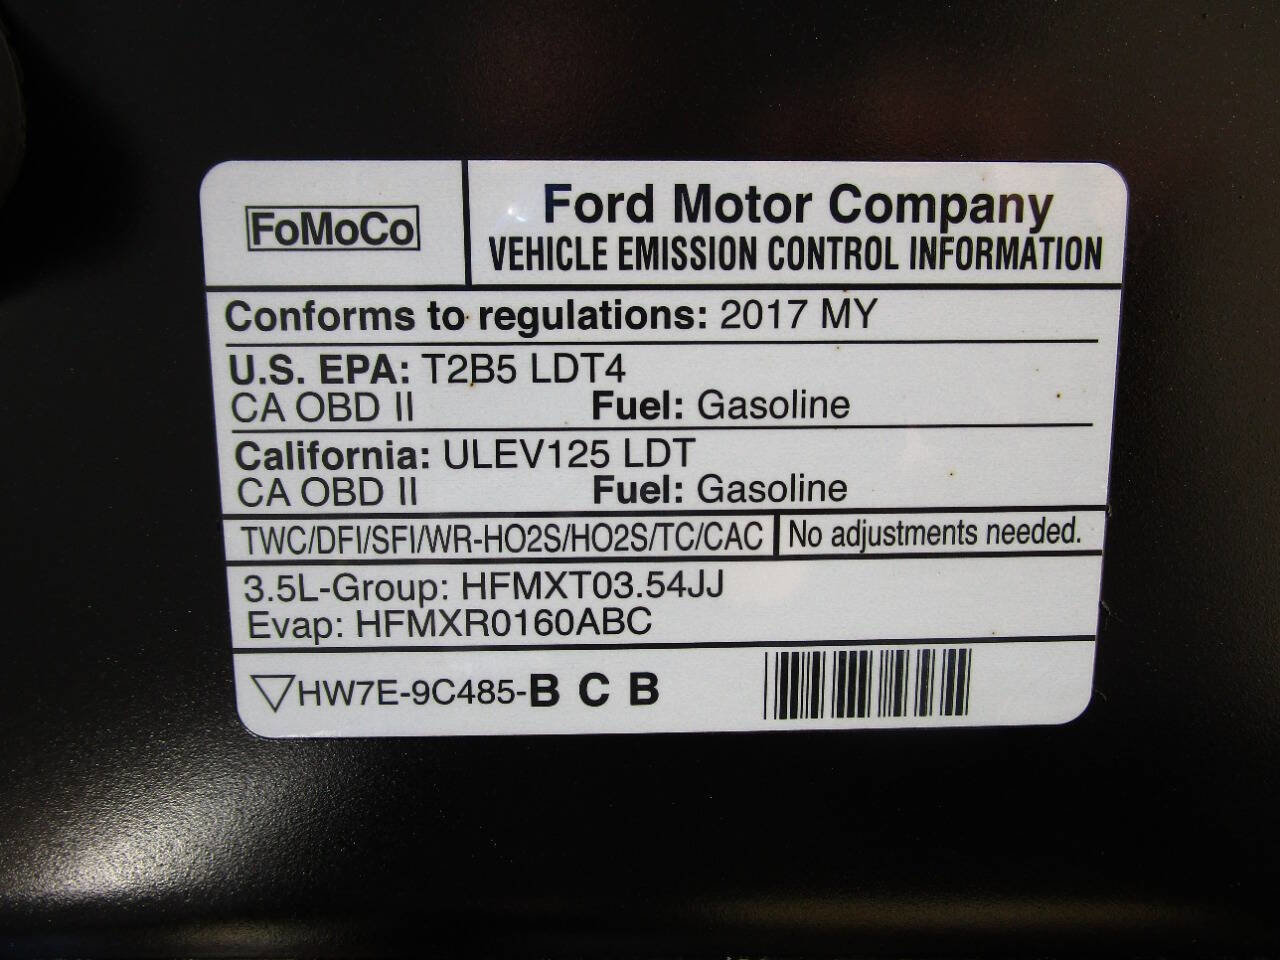 FoMoCo
Ford Motor Company
VEHICLE EMISSION CONTROL INFORMATION
Conforms to regulations: 2017 MY
U.S. EPA: T2B5 LDT4
CA OBD II Fuel: Gasoline
California: ULEV125 LDT
CA OBD II Fuel: Gasoline
TWC/DFI/SFI/WR-HO2S/HO2S/TC/CAC No adjustments needed.
3.5L-Group: HFMXT03.54JJ
Evap: HFMXR0160ABC
HW7E-9C485-B C B